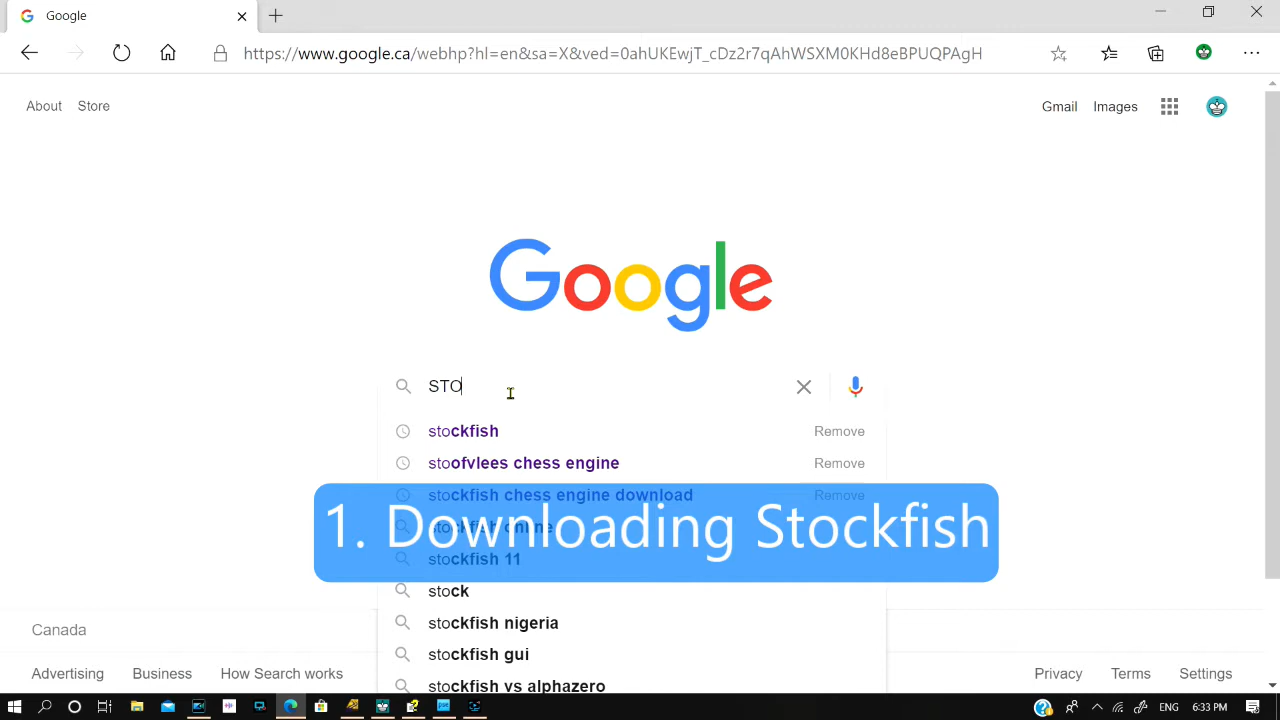 Google
https://www.google.ca/webhp?hl=en&sa=X&ved=0ahUKEwjT_cDz2r7qAhWSXM0KHd8eBPUQPAgH
About Store
Gmail Images
Google
STO
stockfish Remove
stoofvlees chess engine Remove
stockfish chess engine download Remove
stockfish online
1. Downloading Stockfish
stockfish 11
stock
stockfish nigeria
stockfish gui
stockfish vs alphazero
Canada
Advertising Business How Search works
Privacy Terms Settings
ENG 6:33 PM